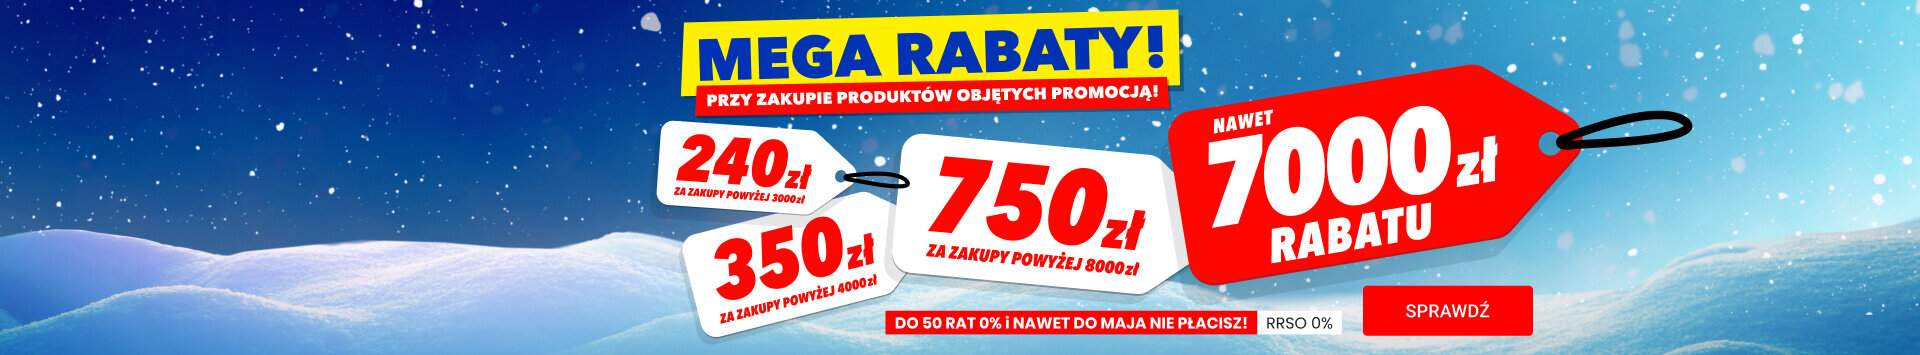 MEGA RABATY!
PRZY ZAKUPIE PRODUKTÓW OBJĘTYCH PROMOCJĄ!
240zł
ZA ZAKUPY POWYŻEJ 3000zł
350zł
ZA ZAKUPY POWYŻEJ 4000zł
750zł
ZA ZAKUPY POWYŻEJ 8000zł
NAWET
7000zł
RABATU
DO 50 RAT 0% i NAWET DO MAJA NIE PŁACISZ! RRSO 0%
SPRAWDŹ